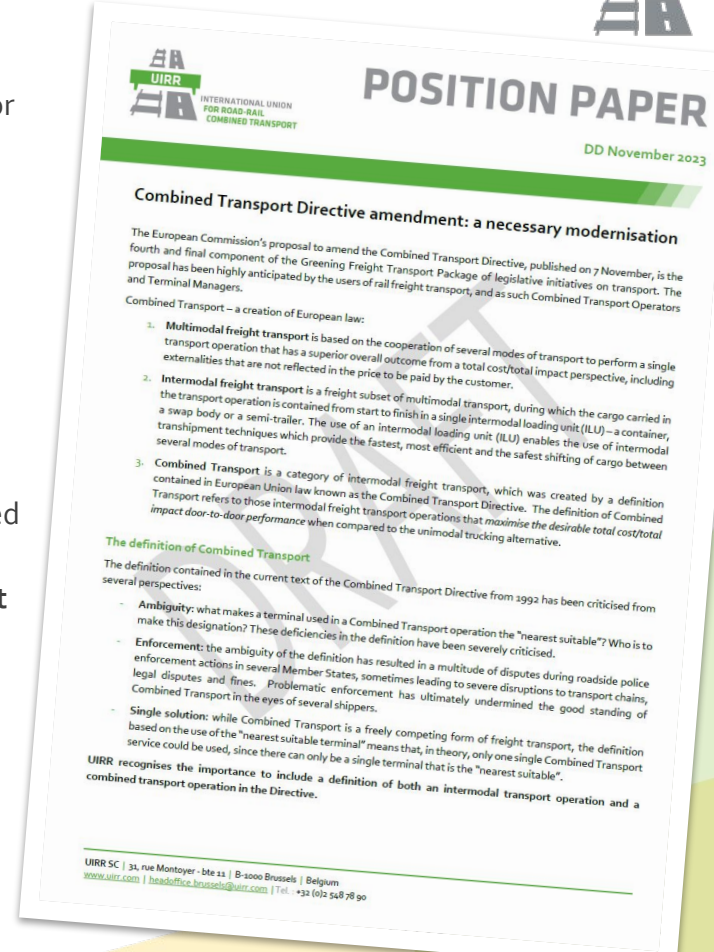 or
ed
t
UIRR
INTERNATIONAL UNION
FOR ROAD-RAIL
COMBINED TRANSPORT
POSITION PAPER
DD November 2023
Combined Transport Directive amendment: a necessary modernisation
The European Commission's proposal to amend the Combined Transport Directive, published on 7 November, is the
fourth and final component of the Greening Freight Transport Package of legislative initiatives on transport. The
proposal has been highly anticipated by the users of rail freight transport, and as such Combined Transport Operators
and Terminal Managers.
Combined Transport – a creation of European law:
1. Multimodal freight transport is based on the cooperation of several modes of transport to perform a single
transport operation that has a superior overall outcome from a total cost/total impact perspective, including
externalities that are not reflected in the price to be paid by the customer.
2. Intermodal freight transport is a freight subset of multimodal transport, during which the cargo carried in
the transport operation is contained from start to finish in a single intermodal loading unit (ILU) – a container,
a swap body or a semi-trailer. The use of an intermodal loading unit (ILU) enables the use of intermodal
transhipment techniques which provide the fastest, most efficient and the safest shifting of cargo between
several modes of transport.
3. Combined Transport is a category of intermodal freight transport, which was created by a definition
contained in European Union law known as the Combined Transport Directive. The definition of Combined
Transport refers to those intermodal freight transport operations that maximise the desirable total cost/total
impact door-to-door performance when compared to the unimodal trucking alternative.
The definition of Combined Transport
The definition contained in the current text of the Combined Transport Directive from 1992 has been criticised from
several perspectives:
- Ambiguity: what makes a terminal used in a Combined Transport operation the "nearest suitable"? Who is to
make this designation? These deficiencies in the definition have been severely criticised.
- Enforcement: the ambiguity of the definition has resulted in a multitude of disputes during roadside police
enforcement actions in several Member States, sometimes leading to severe disruptions to transport chains,
legal disputes and fines. Problematic enforcement has ultimately undermined the good standing of
Combined Transport in the eyes of several shippers.
- Single solution: while Combined Transport is a freely competing form of freight transport, the definition
based on the use of the "nearest suitable terminal" means that, in theory, only one single Combined Transport
service could be used, since there can only be a single terminal that is the "nearest suitable".
UIRR recognises the importance to include a definition of both an intermodal transport operation and a
combined transport operation in the Directive.
DRAFT
UIRR SC | 31, rue Montoyer - bte 11 | B-1000 Brussels | Belgium
www.uirr.com | headoffice.brussels@uirr.com | Tel.: +32 (0)2 548 78 90